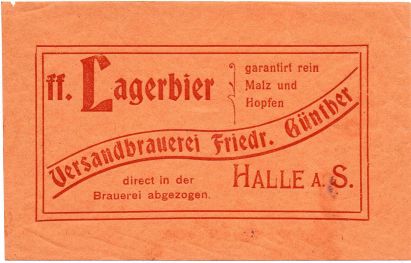 ff. Lagerbier
garantirt rein
Malz und
Hopfen
Versandbrauerei Friedr. Günther
direct in der
Brauerei abgezogen.
HALLE A. S.